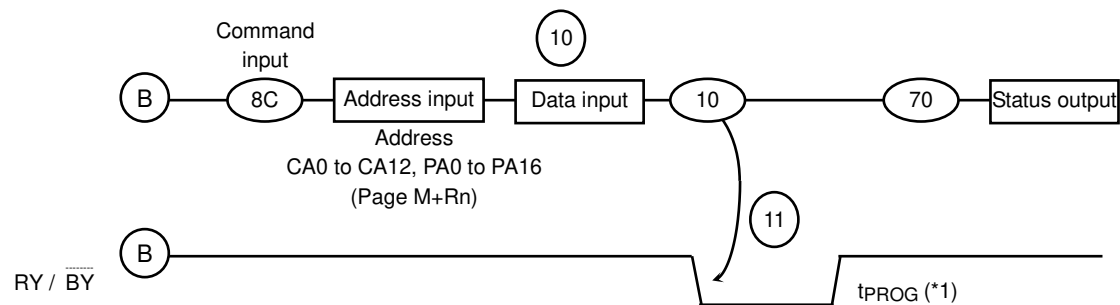 Command
input
10
B
8C
Address input
Data input
10
70
Status output
Address
CA0 to CA12, PA0 to PA16
(Page M+Rn)
11
B
RY / BY
tPROG (*1)